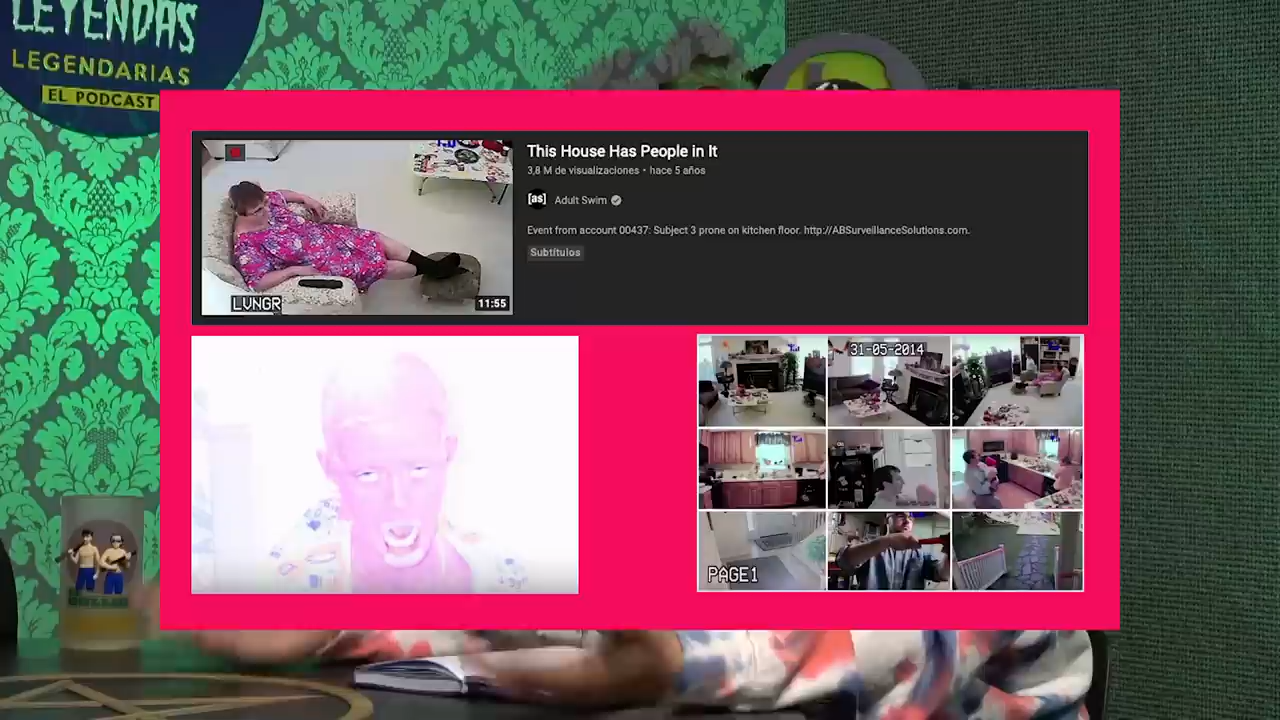 LEYENDAS
LEGENDARIAS
EL PODCAST
This House Has People in It
3,8 M de visualizaciones • hace 5 años
[as] Adult Swim
Event from account 00437: Subject 3 prone on kitchen floor. http://ABSurveillanceSolutions.com.
Subtítulos
LVNGR
11:55
31-05-2014
PAGE1